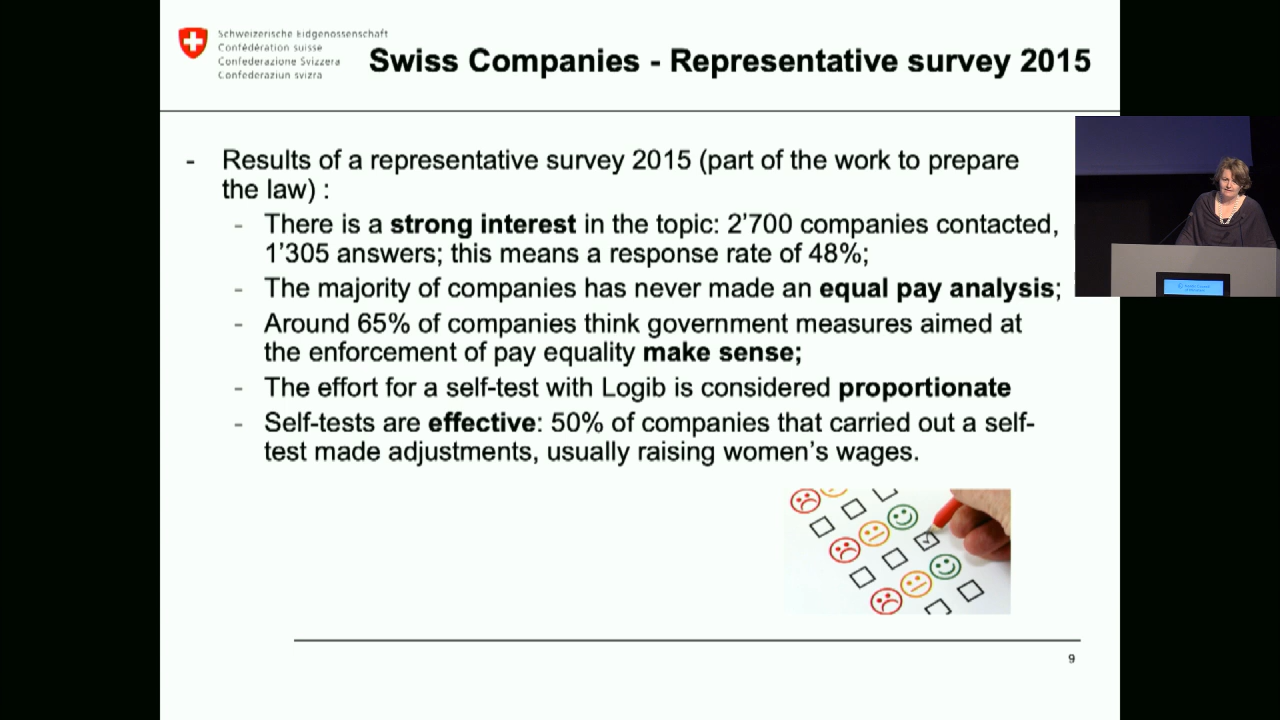 Schweizerische Eidgenossenschaft
Confédération suisse
Confederazione Svizzera
Confederaziun svizra
Swiss Companies - Representative survey 2015
- Results of a representative survey 2015 (part of the work to prepare
the law) :
- There is a strong interest in the topic: 2’700 companies contacted,
1’305 answers; this means a response rate of 48%;
- The majority of companies has never made an equal pay analysis;
- Around 65% of companies think government measures aimed at
the enforcement of pay equality make sense;
- The effort for a self-test with Logib is considered proportionate
- Self-tests are effective: 50% of companies that carried out a self-
test made adjustments, usually raising women’s wages.
9